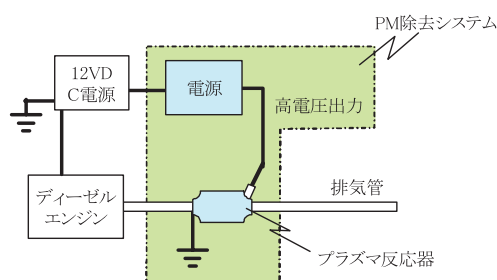 PM除去システム
12VD
C電源
電源
高電圧出力
ディーゼル
エンジン
排気管
プラズマ反応器